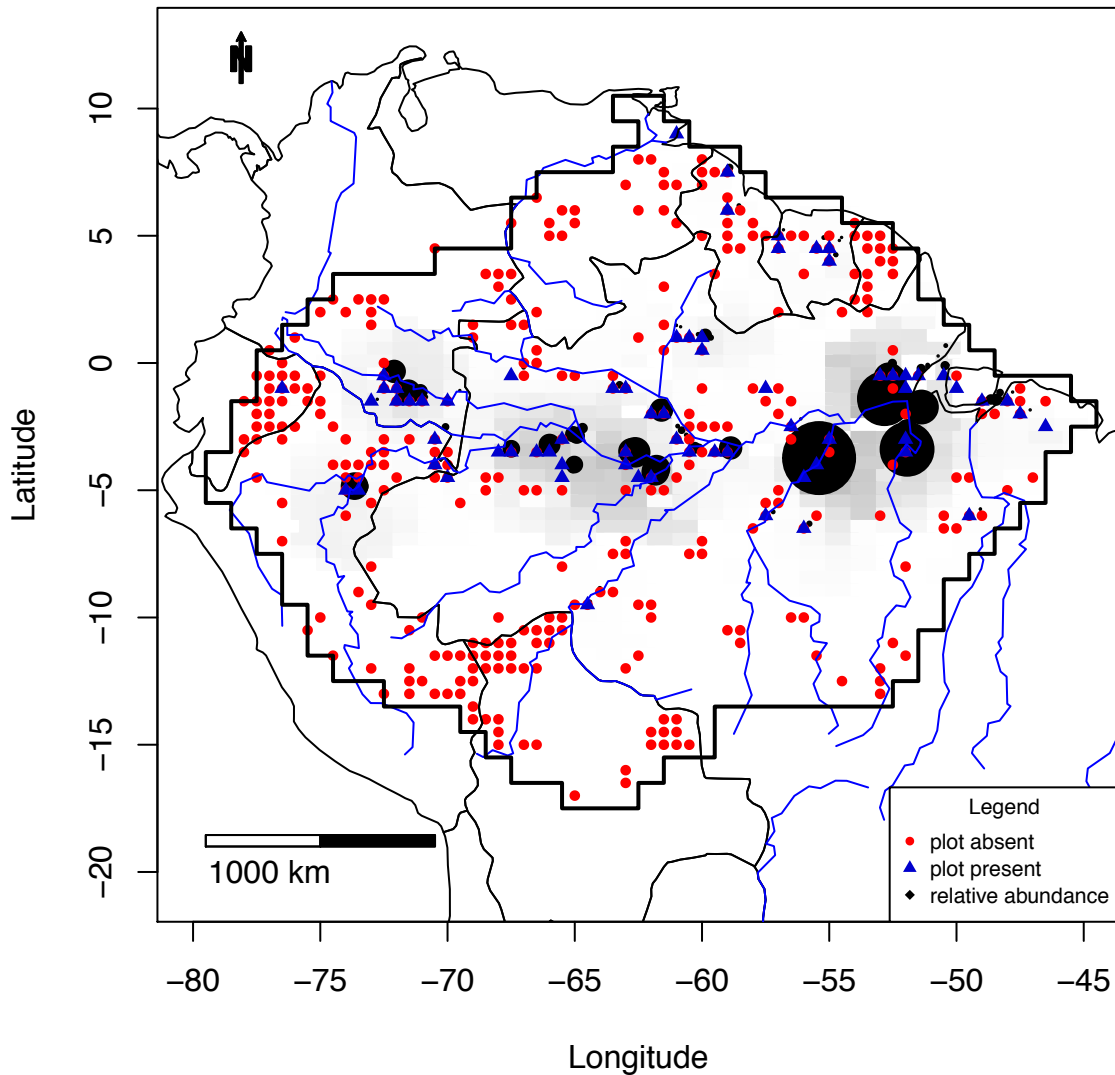 N
10
5
0
−5
−10
−15
−20
Latitude
1000 km
Legend
plot absent
plot present
relative abundance
−80
−75
−70
−65
−60
−55
−50
−45
Longitude